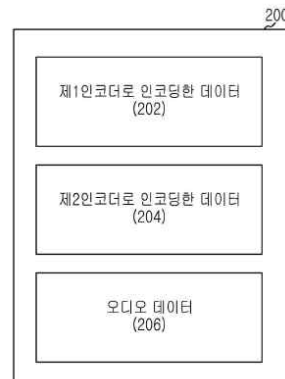 200
제1인코더로 인코딩한 데이터
(202)
제2인코더로 인코딩한 데이터
(204)
오디오 데이터
(206)